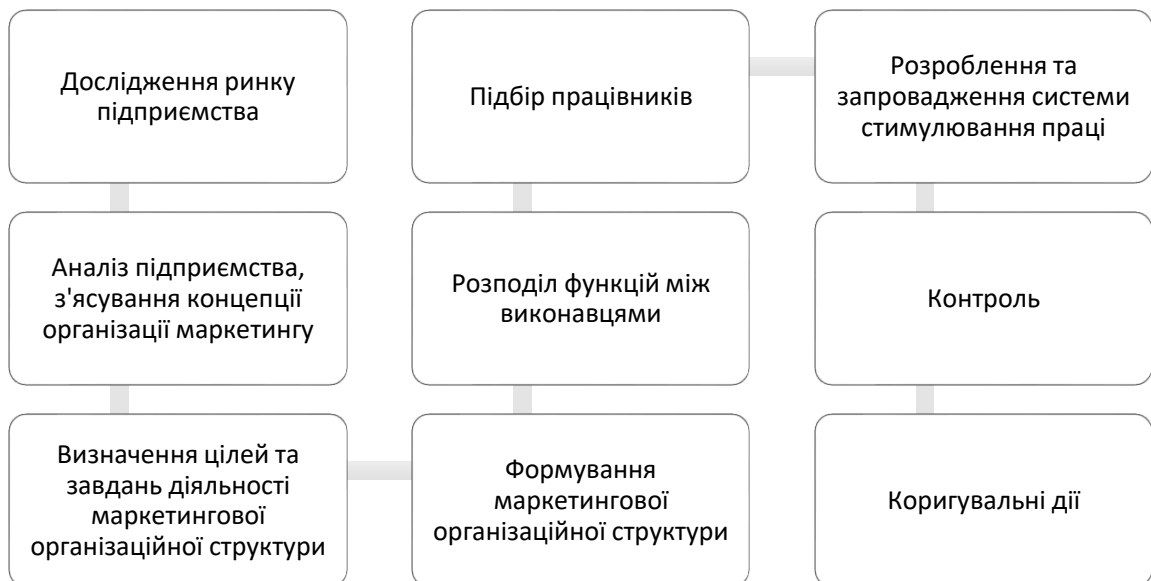 Дослідження ринку
підприємства
Аналіз підприємства,
з'ясування концепції
організації маркетингу
Визначення цілей та
завдань діяльності
маркетингової
організаційної структури
Формування
маркетингової
організаційної структури
Розподіл функцій між
виконавцями
Підбір працівників
Розроблення та
запровадження системи
стимулювання праці
Контроль
Коригувальні дії